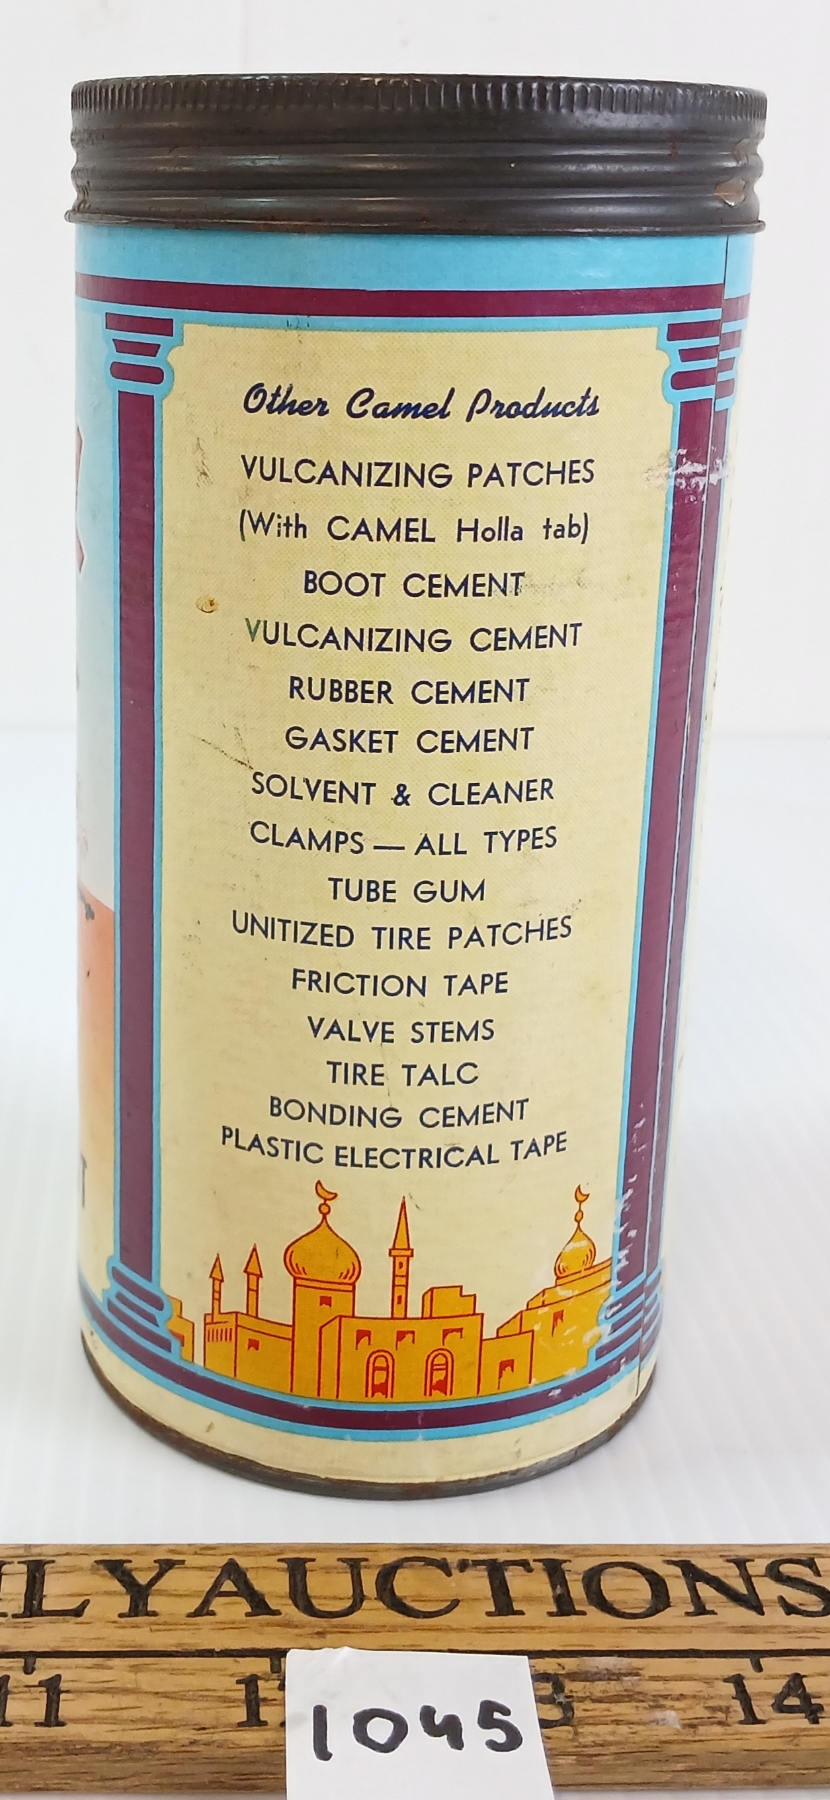 Other Camel Products
VULCANIZING PATCHES
(With CAMEL Holla tab)
BOOT CEMENT
VULCANIZING CEMENT
RUBBER CEMENT
GASKET CEMENT
SOLVENT & CLEANER
CLAMPS — ALL TYPES
TUBE GUM
UNITIZED TIRE PATCHES
FRICTION TAPE
VALVE STEMS
TIRE TALC
BONDING CEMENT
PLASTIC ELECTRICAL TAPE
T
LYAUCTIONS
11 14
1045